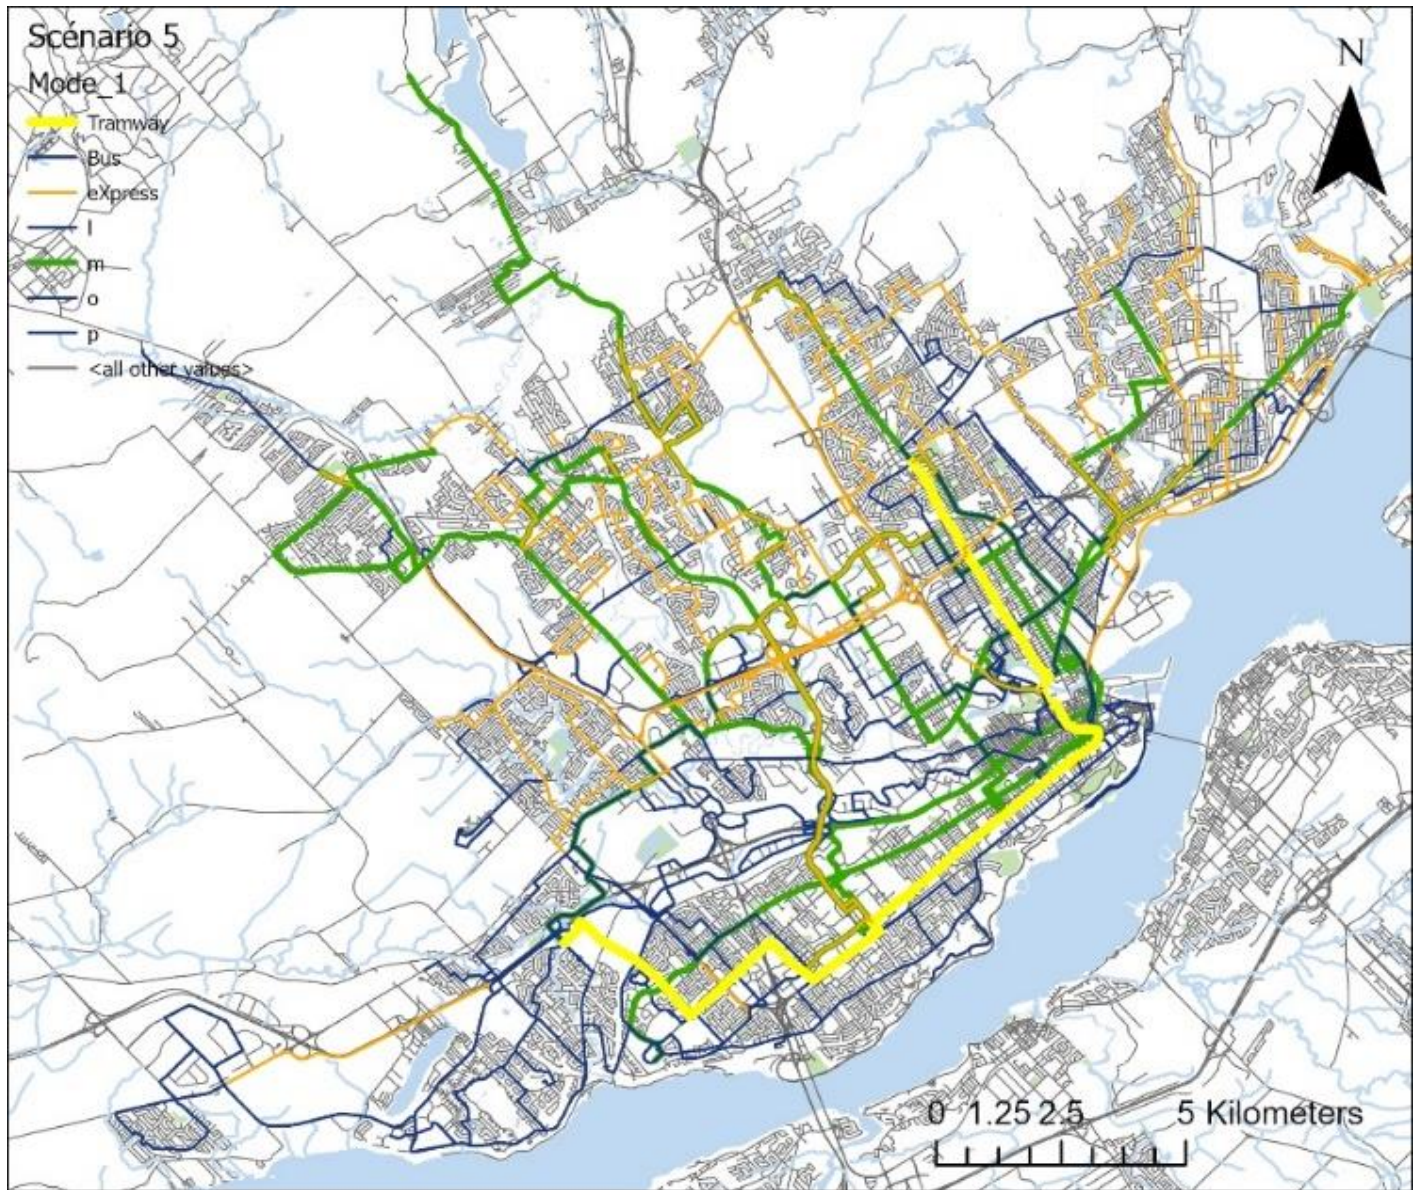 Scénario 5
Mode_1
Tramway
Bus
eXpress
l
m
o
p
<all other values>
N
0 1.25 2.5 5 Kilometers